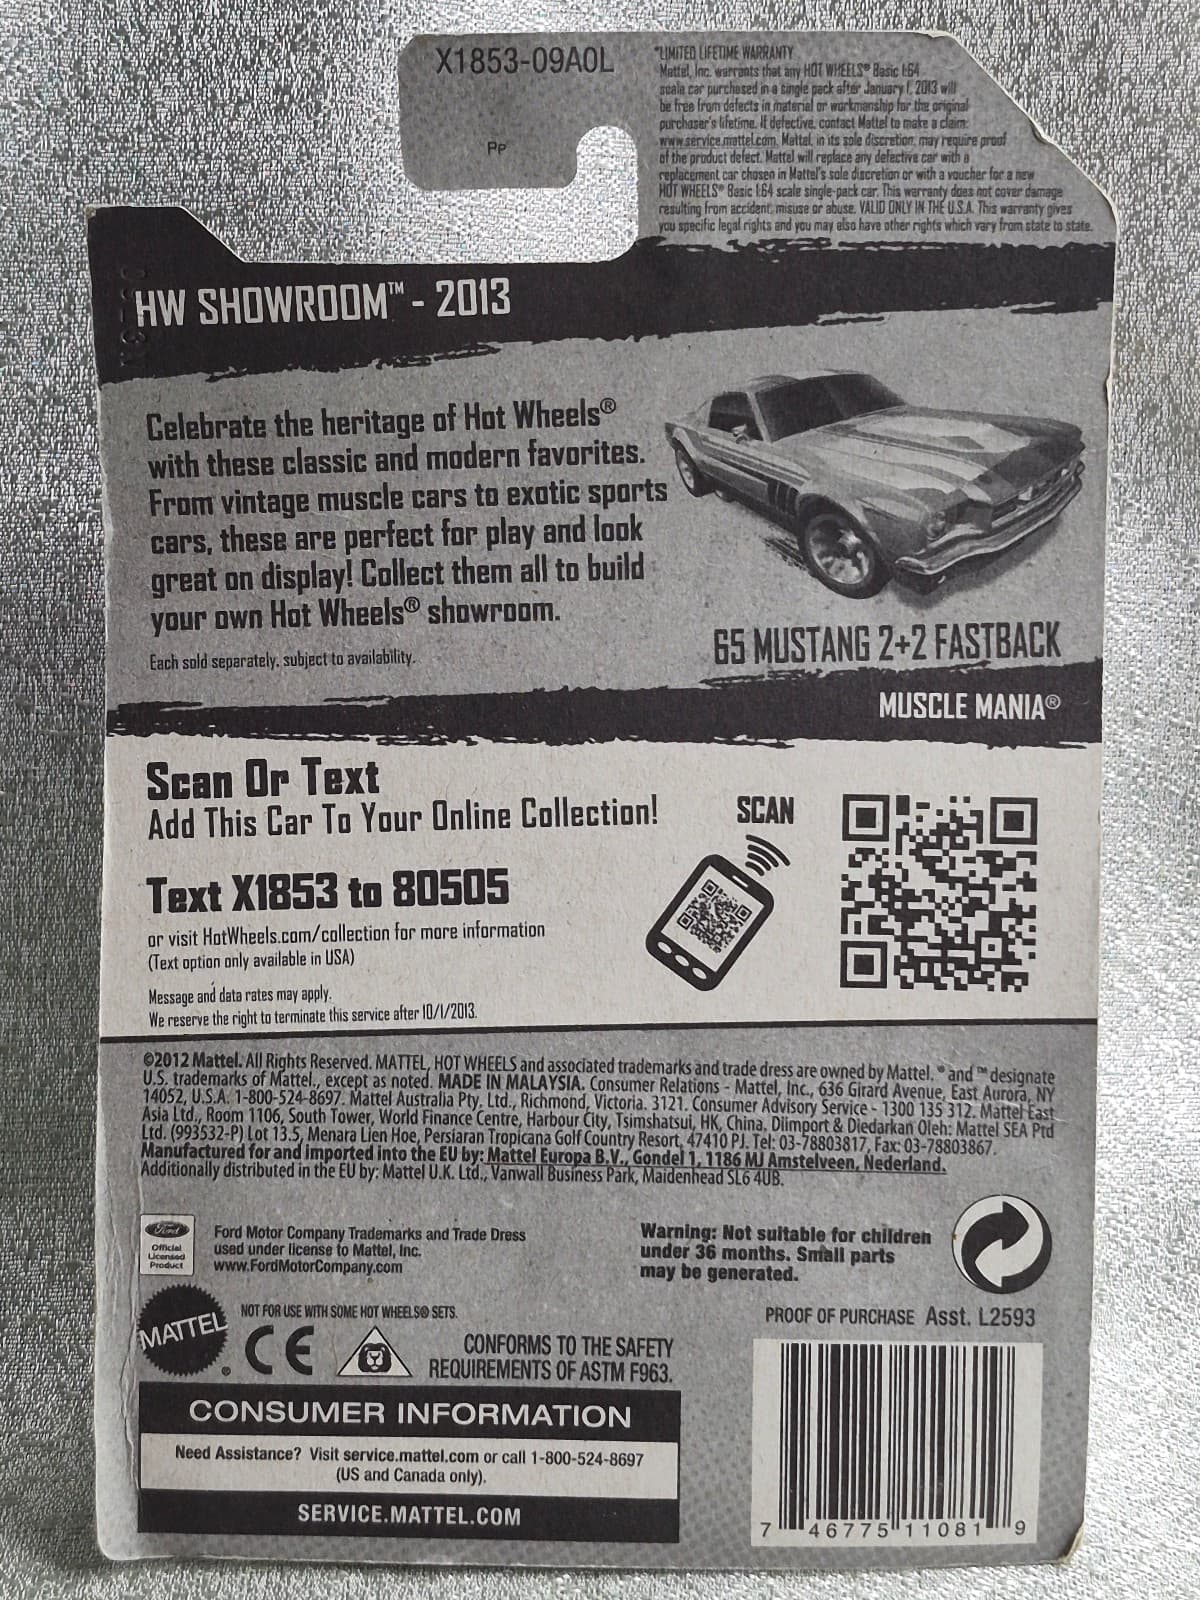 X1853-09A0L
Pp
*LIMITED LIFETIME WARRANTY
Mattel, Inc. warrants that any HOT WHEELS® Basic 1:64
scale car purchased in a single pack after January 1, 2013 will
be free from defects in material or workmanship for the original
purchaser's lifetime. If defective, contact Mattel to make a claim:
www.service.mattel.com. Mattel, in its sole discretion, may require proof
of the product defect. Mattel will replace any defective car with a
replacement car chosen in Mattel's sole discretion or with a voucher for a new
HOT WHEELS® Basic 1:64 scale single-pack car. This warranty does not cover damage
resulting from accident, misuse or abuse. VALID ONLY IN THE U.S.A. This warranty gives
you specific legal rights and you may also have other rights which vary from state to state.
HW SHOWROOM™ - 2013
Celebrate the heritage of Hot Wheels®
with these classic and modern favorites.
From vintage muscle cars to exotic sports
cars, these are perfect for play and look
great on display! Collect them all to build
your own Hot Wheels® showroom.
Each sold separately, subject to availability.
65 MUSTANG 2+2 FASTBACK
MUSCLE MANIA®
Scan Or Text
Add This Car To Your Online Collection!
SCAN
Text X1853 to 80505
or visit HotWheels.com/collection for more information
(Text option only available in USA)
Message and data rates may apply.
We reserve the right to terminate this service after 10/1/2013.
©2012 Mattel. All Rights Reserved. MATTEL, HOT WHEELS and associated trademarks and trade dress are owned by Mattel. ® and ™ designate
U.S. trademarks of Mattel., except as noted. MADE IN MALAYSIA. Consumer Relations - Mattel, Inc., 636 Girard Avenue, East Aurora, NY
14052, U.S.A. 1-800-524-8697. Mattel Australia Pty. Ltd., Richmond, Victoria. 3121. Consumer Advisory Service - 1300 135 312. Mattel East
Asia Ltd., Room 1106, South Tower, World Finance Centre, Harbour City, Tsimshatsui, HK, China. Diimport & Diedarkan Oleh: Mattel SEA Ptd
Ltd. (993532-P) Lot 13.5, Menara Lien Hoe, Persiaran Tropicana Golf Country Resort, 47410 PJ. Tel: 03-78803817, Fax: 03-78803867.
Manufactured for and imported into the EU by: Mattel Europa B.V., Gondel 1, 1186 MJ Amstelveen, Nederland.
Additionally distributed in the EU by: Mattel U.K. Ltd., Vanwall Business Park, Maidenhead SL6 4UB.
Ford
Official
Licensed
Product
Ford Motor Company Trademarks and Trade Dress
used under license to Mattel, Inc.
www.FordMotorCompany.com
Warning: Not suitable for children
under 36 months. Small parts
may be generated.
NOT FOR USE WITH SOME HOT WHEELS® SETS.
MATTEL®
CE
CONFORMS TO THE SAFETY
REQUIREMENTS OF ASTM F963.
PROOF OF PURCHASE Asst. L2593
CONSUMER INFORMATION
Need Assistance? Visit service.mattel.com or call 1-800-524-8697
(US and Canada only).
SERVICE.MATTEL.COM
7 46775 11081 9